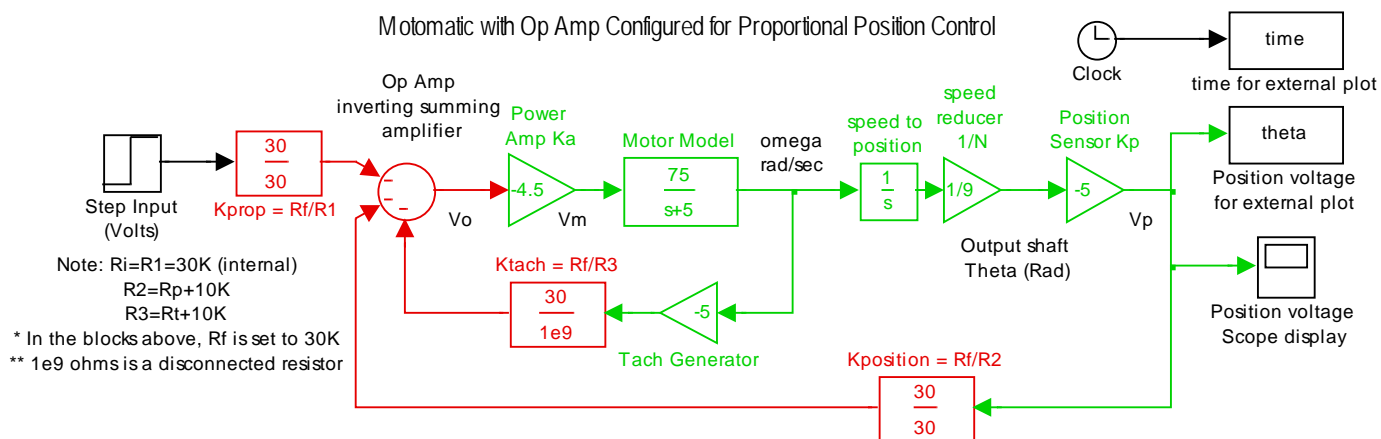 Motomatic with Op Amp Configured for Proportional Position Control
Clock
time
time for external plot
Step Input
(Volts)
30
30
Kprop = Rf/R1
Op Amp
inverting summing
amplifier
-
-
-
Vo
Power
Amp Ka
-4.5
Vm
Motor Model
75
s+5
omega
rad/sec
speed to
position
1
s
speed
reducer
1/N
1/9
Output shaft
Theta (Rad)
Position
Sensor Kp
-5
Vp
theta
Position voltage
for external plot
Position voltage
Scope display
Ktach = Rf/R3
30
1e9
-5
Tach Generator
Kposition = Rf/R2
30
30
Note: Ri=R1=30K (internal)
R2=Rp+10K
R3=Rt+10K
* In the blocks above, Rf is set to 30K
** 1e9 ohms is a disconnected resistor